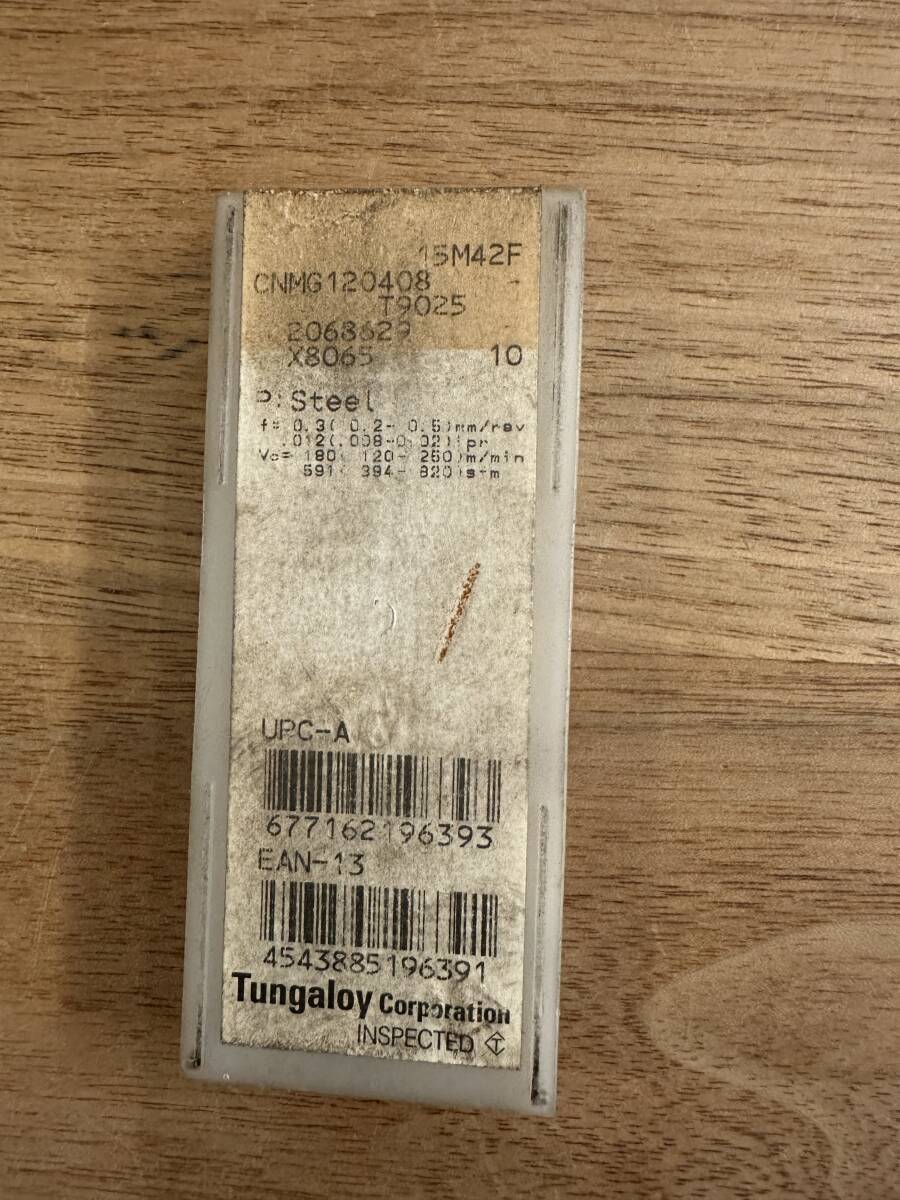 15M42F
CNMG120408 -
T9025
2068629
X8065 10
P:Steel
f= 0.3( 0.2- 0.5)mm/rev
.012(.008-0.02)ipr
Vc= 180( 120- 250)m/min
591( 394- 820)sfm
UPC-A
677162196393
EAN-13
4543885196391
Tungaloy Corporation
INSPECTED